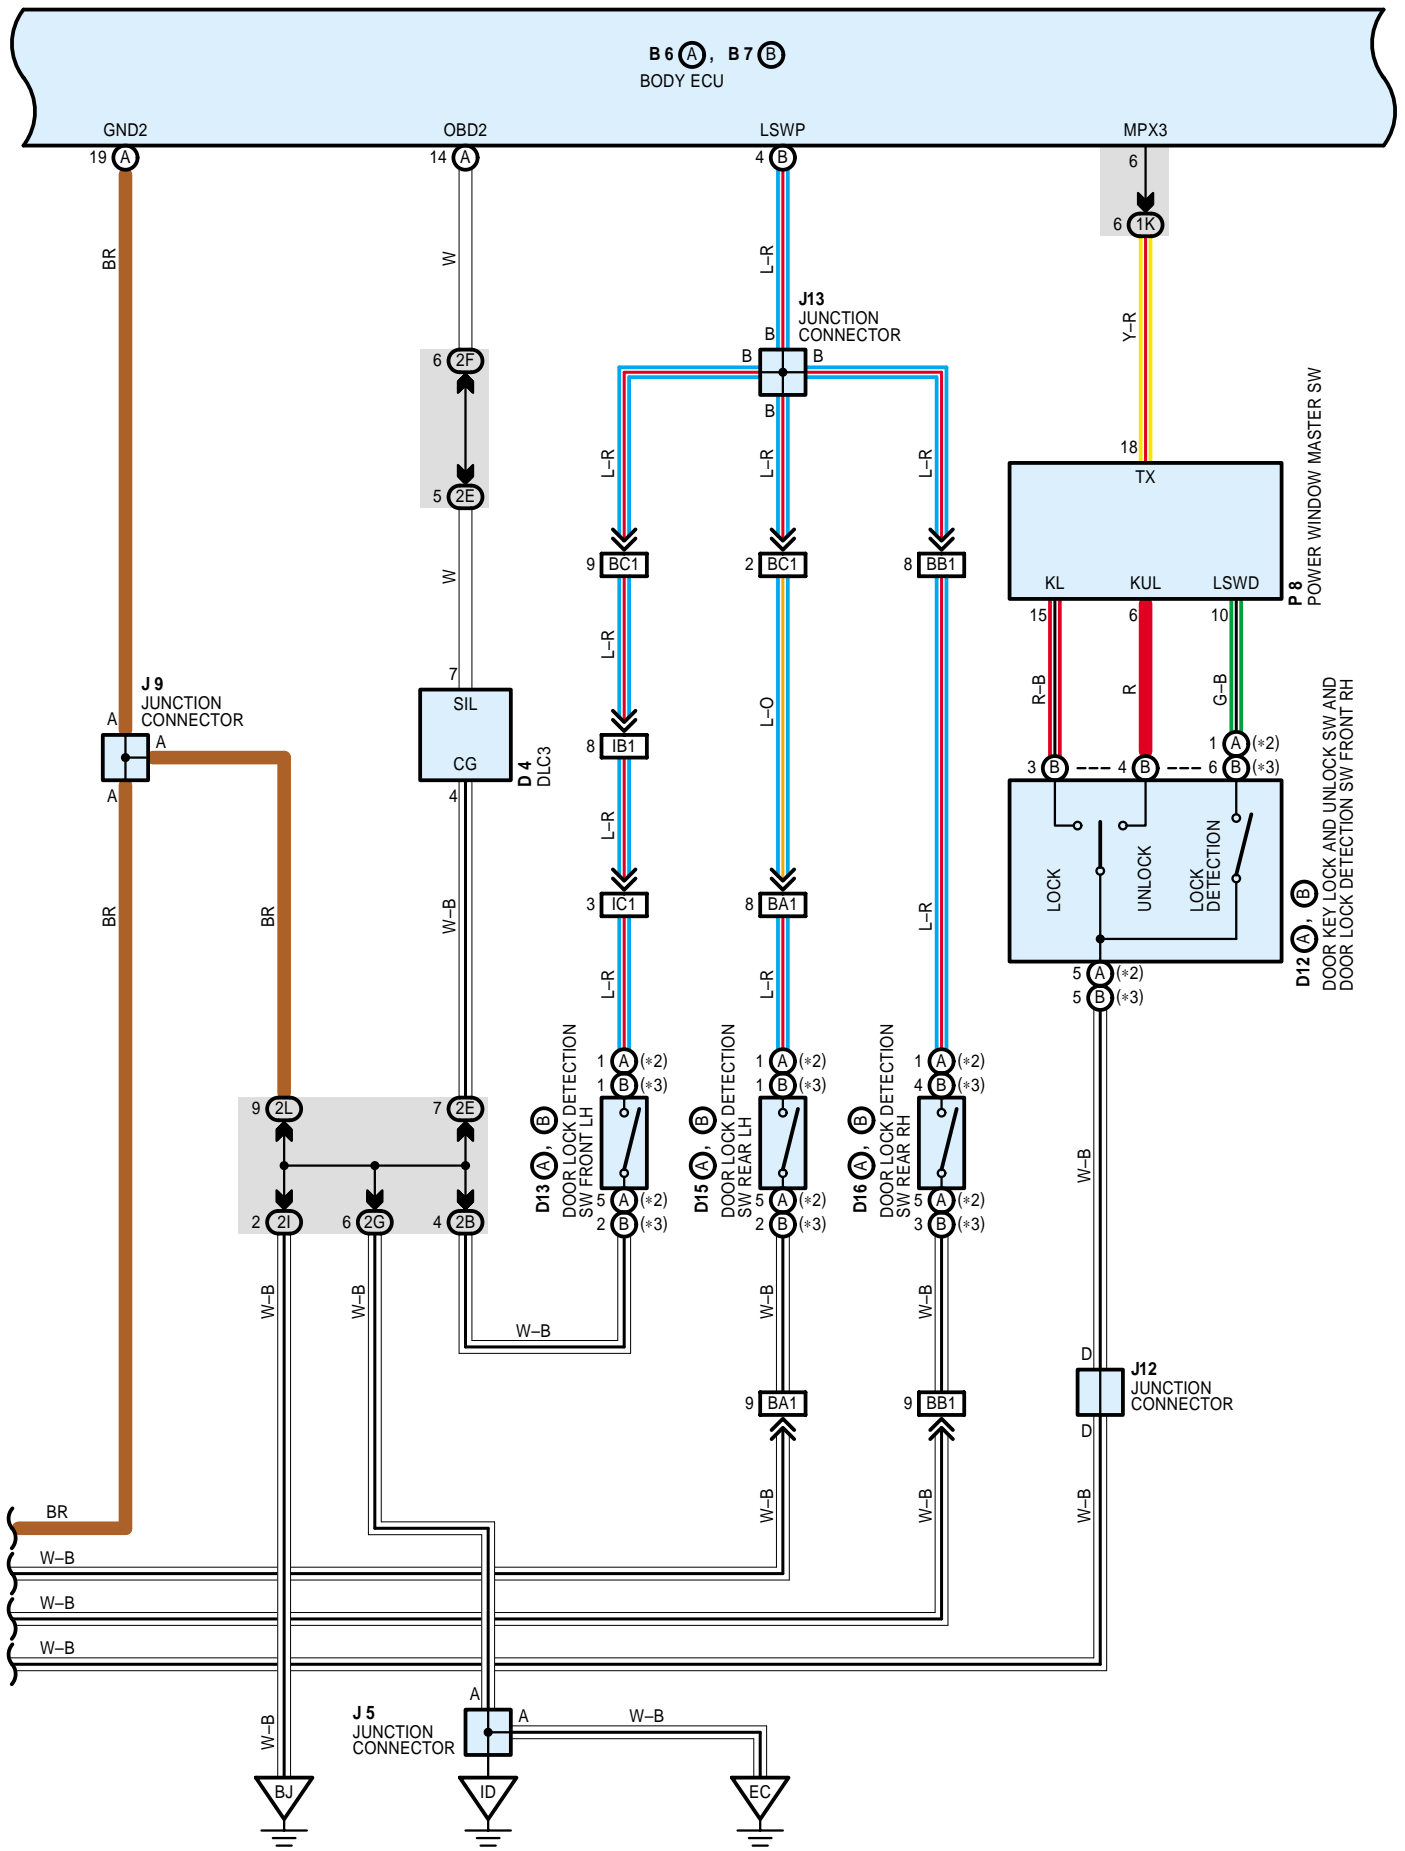 B 6 A , B 7 B
BODY ECU
GND2
OBD2
LSWP
MPX3
19 A
14 A
4 B
6
6 1K
BR
W
L–R
Y–R
J13
JUNCTION
CONNECTOR
B
B
B
B
6 2F
5 2E
L–R
L–R
L–R
18
TX
P 8
POWER WINDOW MASTER SW
KL
KUL
LSWD
15
6
10
9 BC1
2 BC1
8 BB1
W
L–R
L–O
R–B
R
G–B
J 9
JUNCTION
CONNECTOR
A
A
A
7
SIL
CG
4
D 4
DLC3
8 IB1
1 A (*2)
3 B
4 B
6 B (*3)
LOCK
UNLOCK
LOCK
DETECTION
D12 A , B
DOOR KEY LOCK AND UNLOCK SW AND
DOOR LOCK DETECTION SW FRONT RH
L–R
3 IC1
8 BA1
BR
BR
W–B
L–R
L–R
L–R
5 A (*2)
5 B (*3)
9 2L
7 2E
2 2I
6 2G
4 2B
1 A (*2)
1 B (*3)
D13 A , B
DOOR LOCK DETECTION
SW FRONT LH
5 A (*2)
2 B (*3)
1 A (*2)
1 B (*3)
D15 A , B
DOOR LOCK DETECTION
SW REAR LH
5 A (*2)
2 B (*3)
1 A (*2)
4 B (*3)
D16 A , B
DOOR LOCK DETECTION
SW REAR RH
5 A (*2)
3 B (*3)
W–B
W–B
W–B
W–B
W–B
W–B
9 BA1
9 BB1
D
J12
JUNCTION
CONNECTOR
D
W–B
W–B
W–B
BR
W–B
W–B
W–B
W–B
J 5
JUNCTION
CONNECTOR
A
A
W–B
BJ
ID
EC